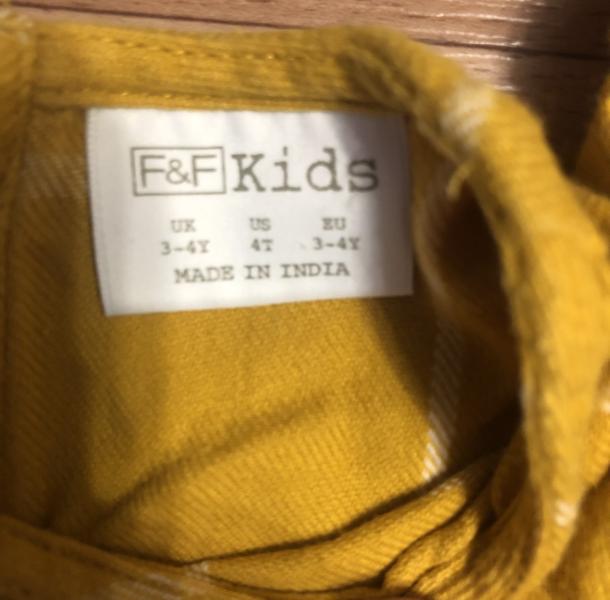 F&F Kids
UK US EU
3-4Y 4T 3-4Y
MADE IN INDIA